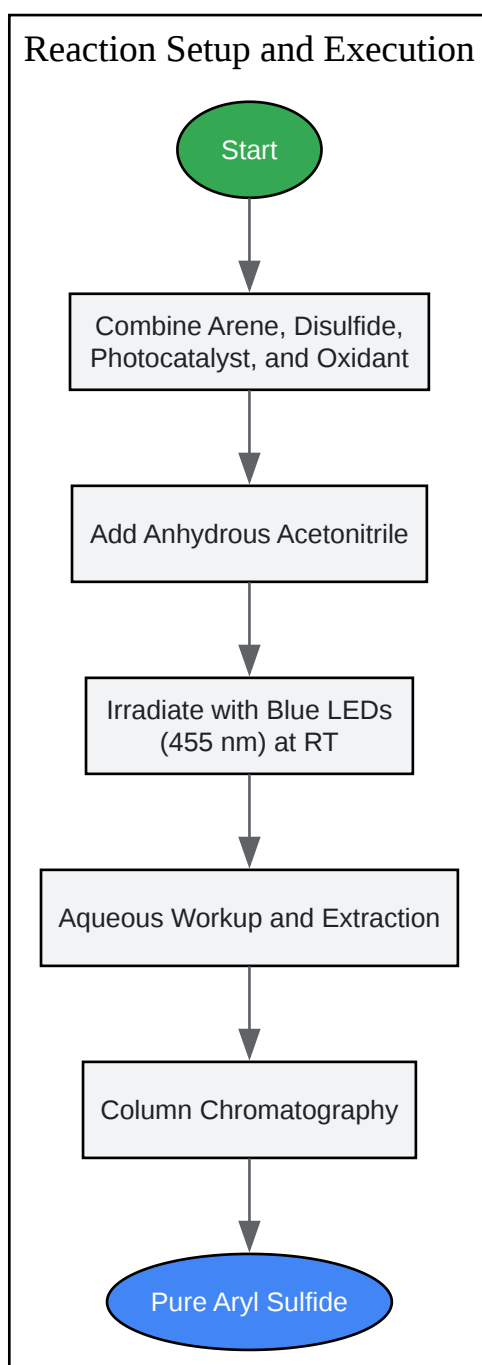 Reaction Setup and Execution
Start
Combine Arene, Disulfide,
Photocatalyst, and Oxidant
Add Anhydrous Acetonitrile
Irradiate with Blue LEDs
(455 nm) at RT
Aqueous Workup and Extraction
Column Chromatography
Pure Aryl Sulfide